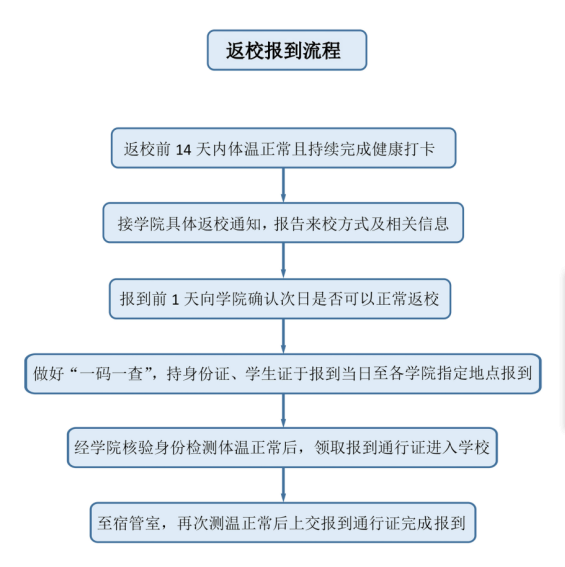 返校报到流程
返校前 14 天内体温正常且持续完成健康打卡
接学院具体返校通知，报告来校方式及相关信息
报到前 1 天向学院确认次日是否可以正常返校
做好“一码一查”，持身份证、学生证于报到当日至各学院指定地点报到
经学院核验身份检测体温正常后，领取报到通行证进入学校
至宿管室，再次测温正常后上交报到通行证完成报到